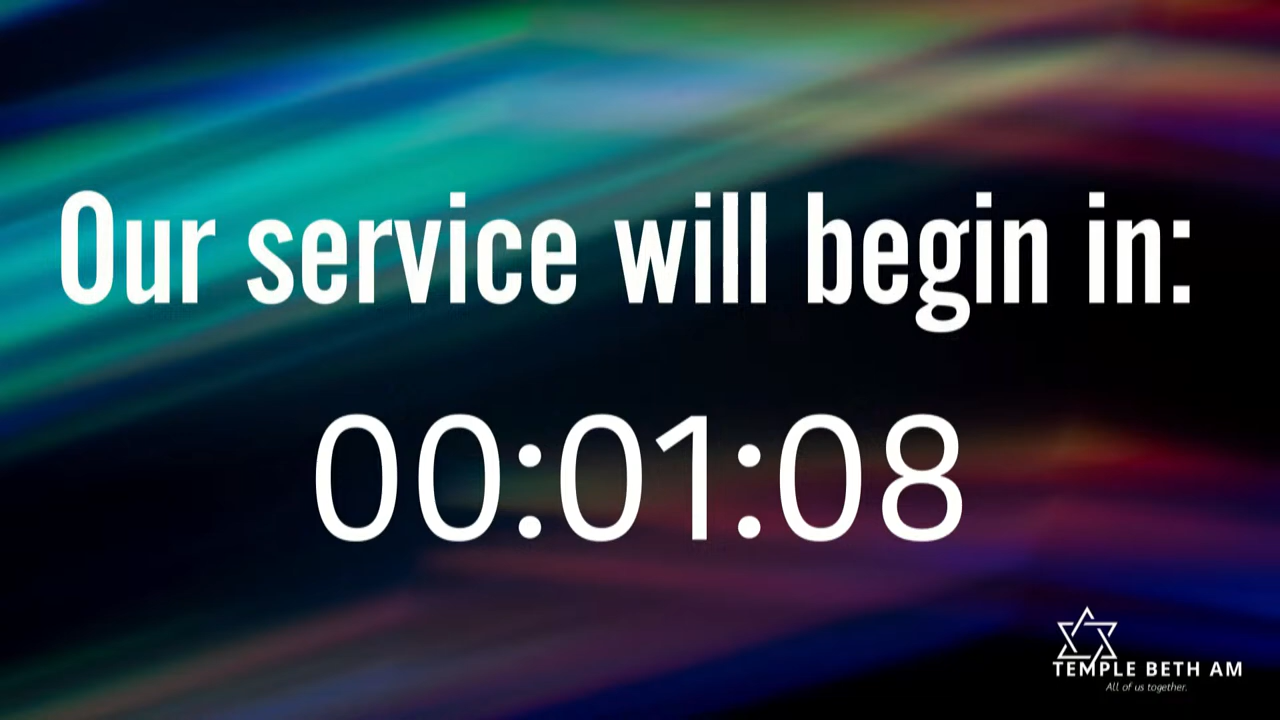 Our service will begin in:
00:01:08
TEMPLE BETH AM
All of us together.